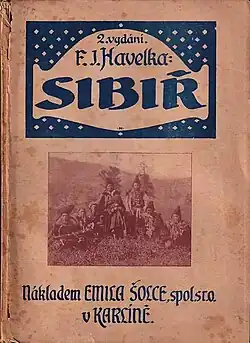 2. vydání.
F. J. Havelka:
SIBIŘ
Nákladem EMILA ŠOLCE, spol. s r. o.
v KARLÍNĚ.